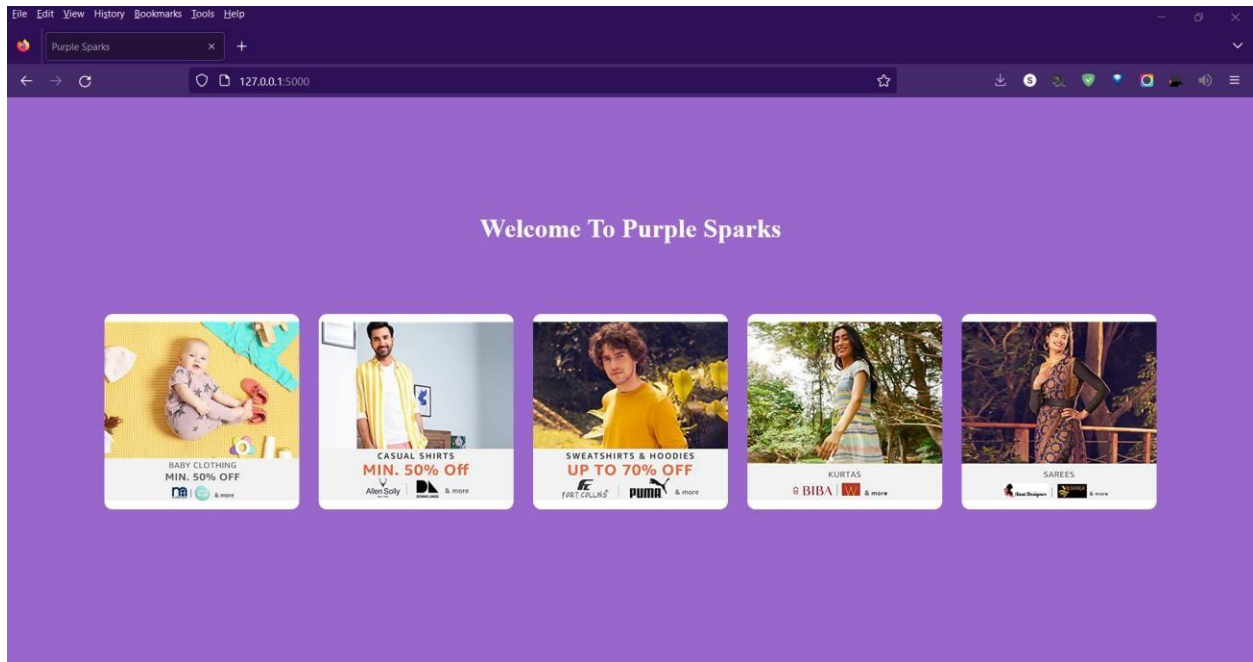 File Edit View History Bookmarks Tools Help
Purple Sparks
127.0.0.1:5000
S
Welcome To Purple Sparks
BABY CLOTHING
MIN. 50% OFF
& more
CASUAL SHIRTS
MIN. 50% Off
Allen Solly
& more
SWEATSHIRTS & HOODIES
UP TO 70% OFF
FORT COLLINS
PUMA
& more
KURTAS
BIBA W & more
SAREES
& more